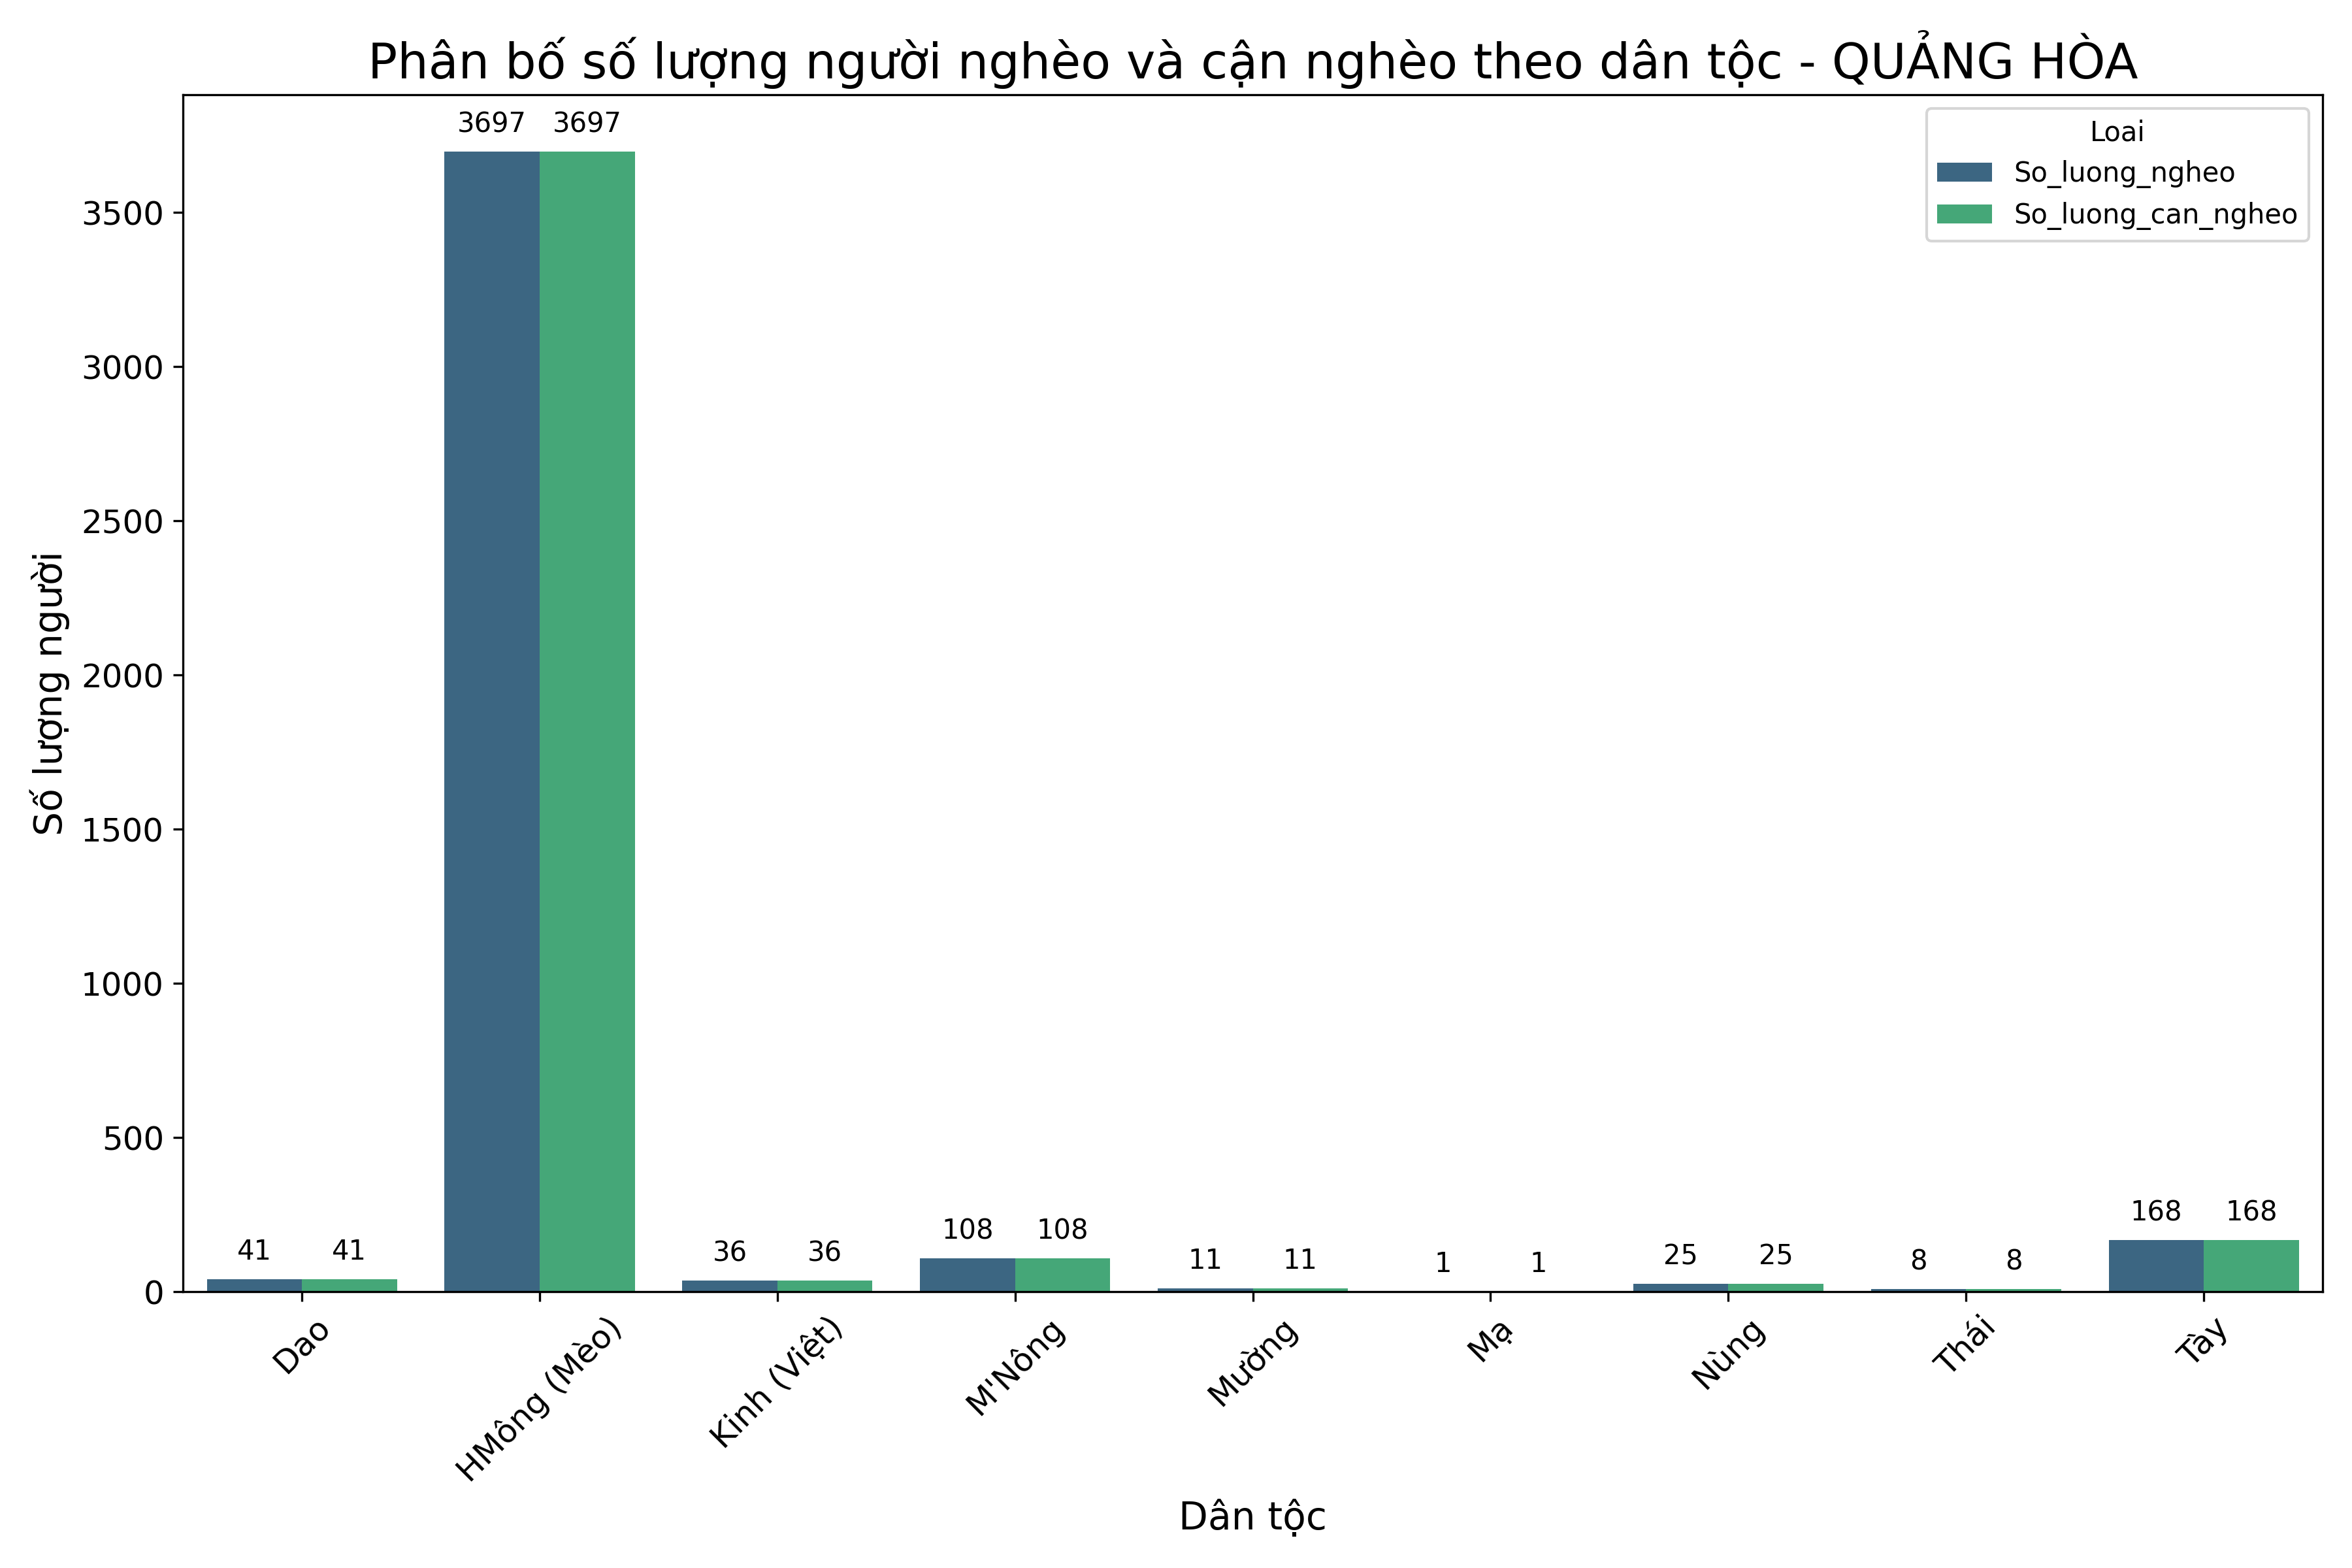 Phân bố số lượng người nghèo và cận nghèo theo dân tộc - QUẢNG HÒA
Loai
So_luong_ngheo
So_luong_can_ngheo
Số lượng người
3500
3000
2500
2000
1500
1000
500
0
41 41
3697 3697
36 36
108 108
11 11
1 1
25 25
8 8
168 168
Dao
HMông (Mèo)
Kinh (Việt)
M'Nông
Mường
Mạ
Nùng
Thái
Tày
Dân tộc